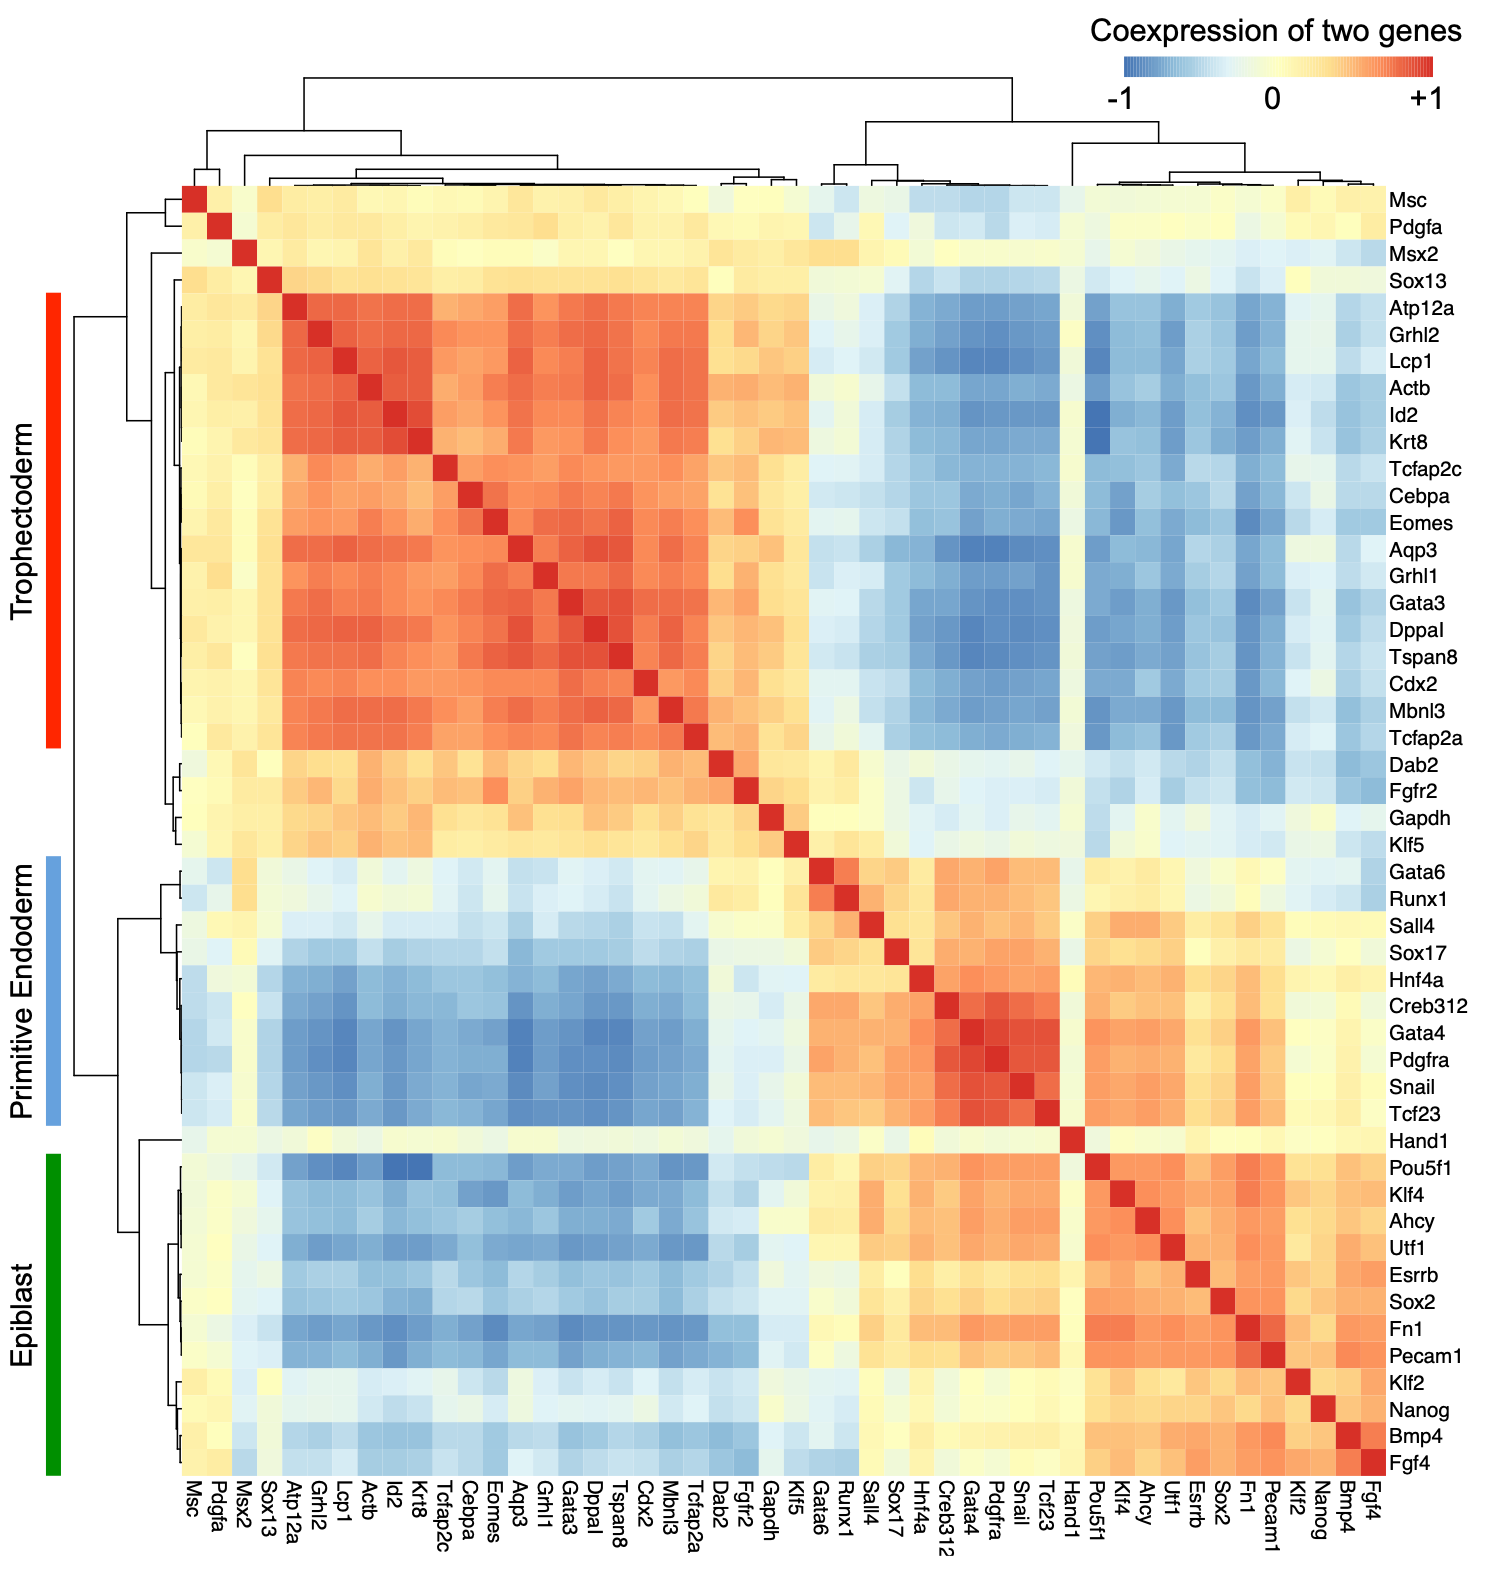 Coexpression of two genes
-1 0 +1
Msc
Pdgfa
Msx2
Sox13
Atp12a
Grhl2
Lcp1
Actb
Id2
Krt8
Tcfap2c
Cebpa
Eomes
Aqp3
Grhl1
Gata3
Dppal
Tspan8
Cdx2
Mbnl3
Tcfap2a
Dab2
Fgfr2
Gapdh
Klf5
Gata6
Runx1
Sall4
Sox17
Hnf4a
Creb312
Gata4
Pdgfra
Snail
Tcf23
Hand1
Pou5f1
Klf4
Ahcy
Utf1
Esrrb
Sox2
Fn1
Pecam1
Klf2
Nanog
Bmp4
Fgf4
Trophectoderm
Primitive Endoderm
Epiblast
Msc Pdgfa Msx2 Sox13 Atp12a Grhl2 Lcp1 Actb Id2 Krt8 Tcfap2c Cebpa Eomes Aqp3 Grhl1 Gata3 Dppal Tspan8 Cdx2 Mbnl3 Tcfap2a Dab2 Fgfr2 Gapdh Klf5 Gata6 Runx1 Sall4 Sox17 Hnf4a Creb312 Gata4 Pdgfra Snail Tcf23 Hand1 Pou5f1 Klf4 Ahcy Utf1 Esrrb Sox2 Fn1 Pecam1 Klf2 Nanog Bmp4 Fgf4